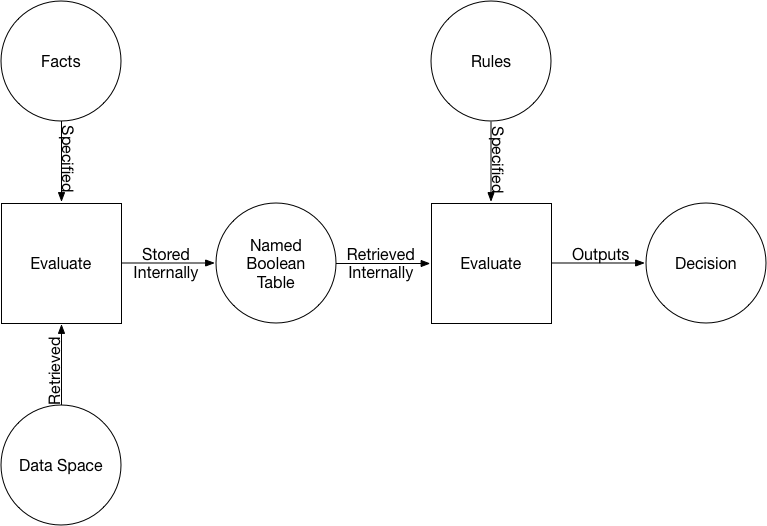 Facts
Rules
Specified
Specified
Evaluate
Stored
Internally
Named
Boolean
Table
Retrieved
Internally
Evaluate
Outputs
Decision
Retrieved
Data Space